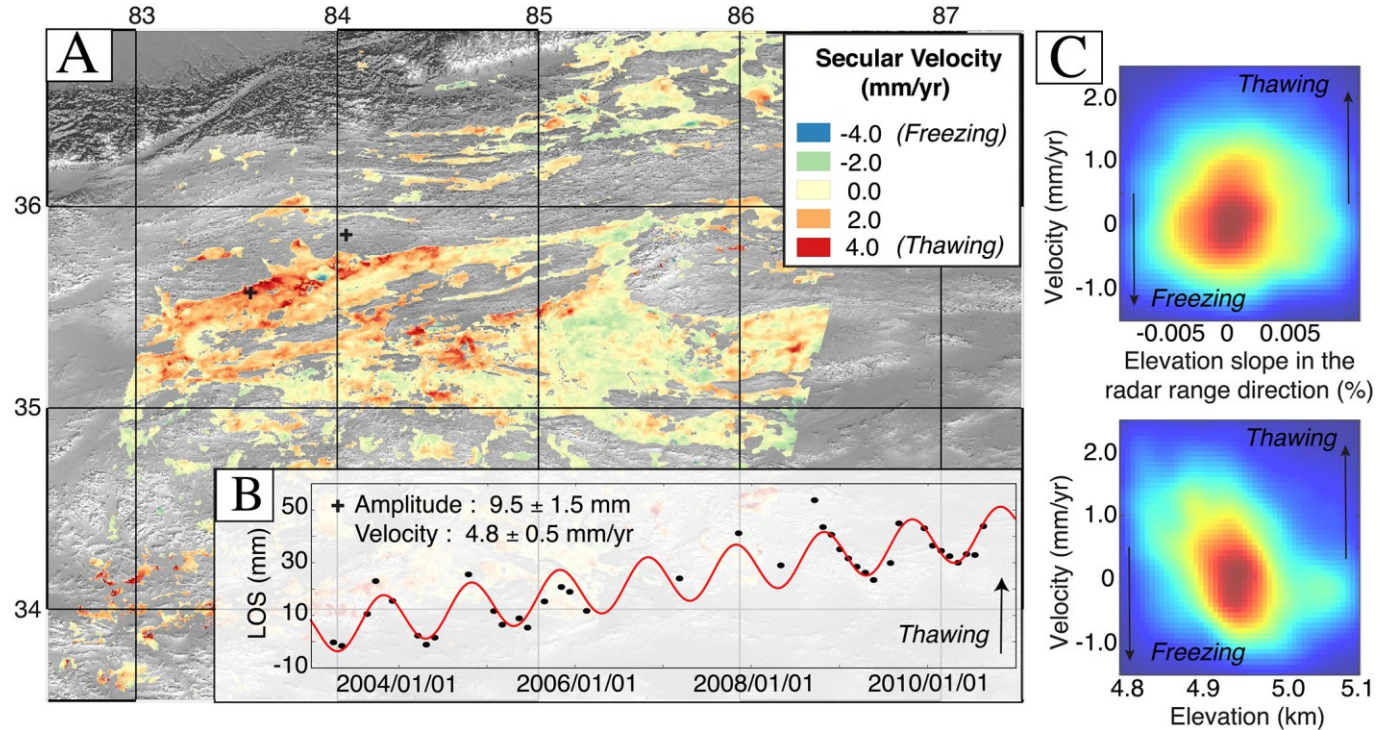 83 84 85 86 87
A
36
35
34
Secular Velocity
(mm/yr)
-4.0 (Freezing)
-2.0
0.0
2.0
4.0 (Thawing)
B
+ Amplitude : 9.5 ± 1.5 mm
Velocity : 4.8 ± 0.5 mm/yr
LOS (mm)
50
30
10
-10
Thawing
2004/01/01 2006/01/01 2008/01/01 2010/01/01
C
Velocity (mm/yr)
2.0
1.0
0
-1.0
Thawing
Freezing
-0.005 0 0.005
Elevation slope in the
radar range direction (%)
Velocity (mm/yr)
2.0
1.0
0
-1.0
Thawing
Freezing
4.8 4.9 5.0 5.1
Elevation (km)